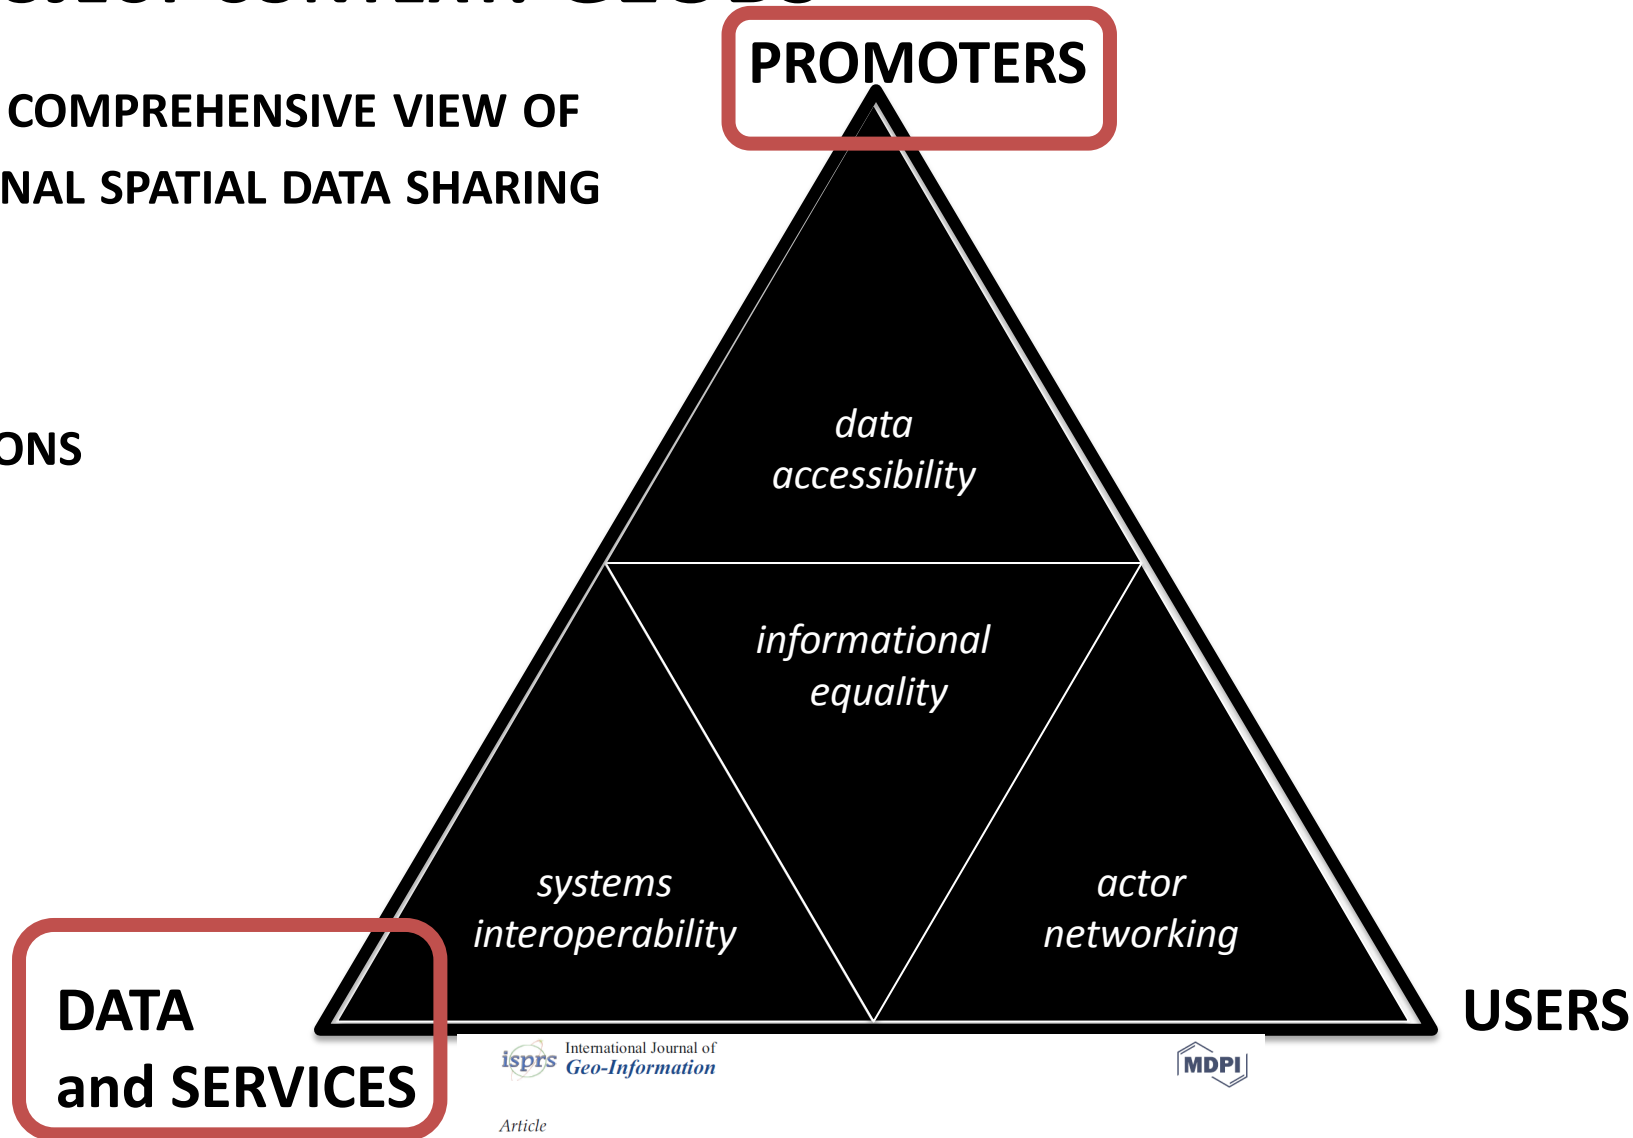 PROMOTERS
COMPREHENSIVE VIEW OF
NAL SPATIAL DATA SHARING
data
accessibility
ONS
informational
equality
systems
interoperability
actor
networking
DATA
and SERVICES
USERS
isprs International Journal of
Geo-Information
MDPI
Article